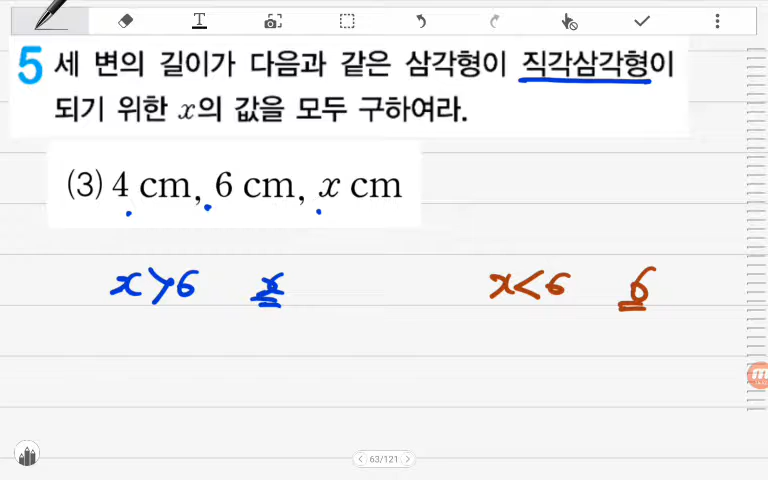 T
5 세 변의 길이가 다음과 같은 삼각형이 직각삼각형이
되기 위한 x의 값을 모두 구하여라.
(3) 4 cm, 6 cm, x cm
x>6 x x<6 6
63/121